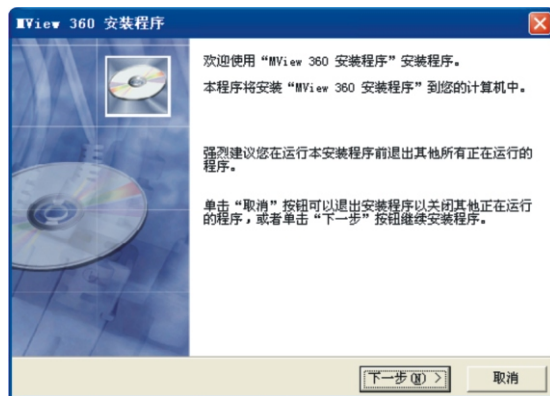 MView 360 安装程序
欢迎使用“MView 360 安装程序”安装程序。
本程序将安装“MView 360 安装程序”到您的计算机中。
强烈建议您在运行本安装程序前退出其他所有正在运行的
程序。
单击“取消”按钮可以退出安装程序以关闭其他正在运行
的程序,或者单击“下一步”按钮继续安装程序。
下一步(N) >
取消